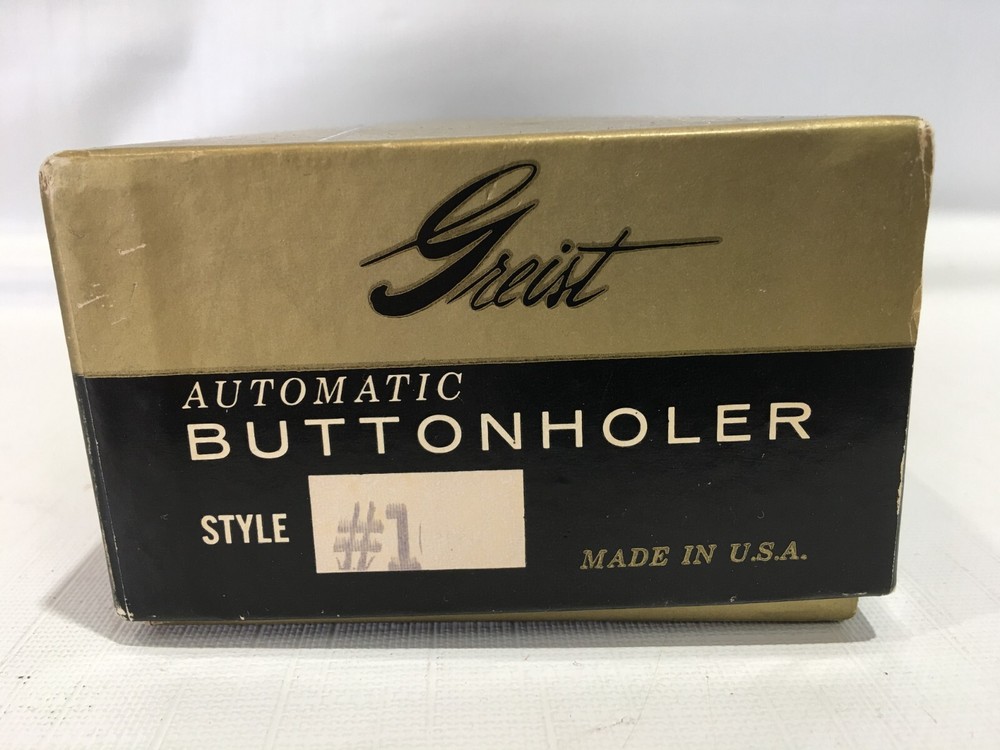 Greist
AUTOMATIC
BUTTONHOLER
STYLE #1
MADE IN U.S.A.